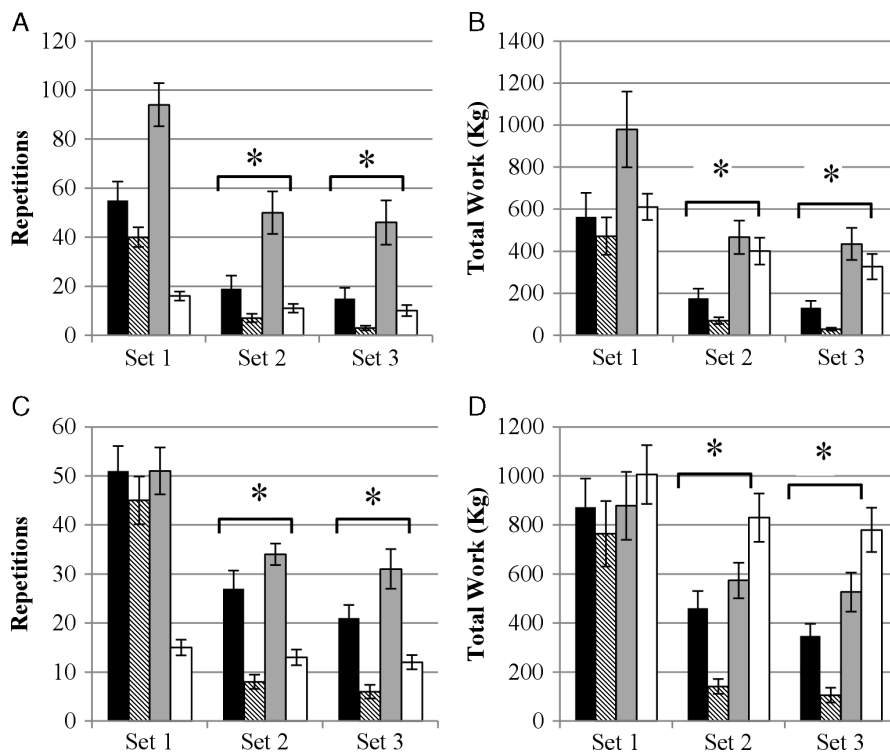 A
120
100
80
60
40
20
0
Repetitions
* *
Set 1 Set 2 Set 3
B
1400
1200
1000
800
600
400
200
0
Total Work (Kg)
* *
Set 1 Set 2 Set 3
C
60
50
40
30
20
10
0
Repetitions
* *
Set 1 Set 2 Set 3
D
1200
1000
800
600
400
200
0
Total Work (Kg)
* *
Set 1 Set 2 Set 3